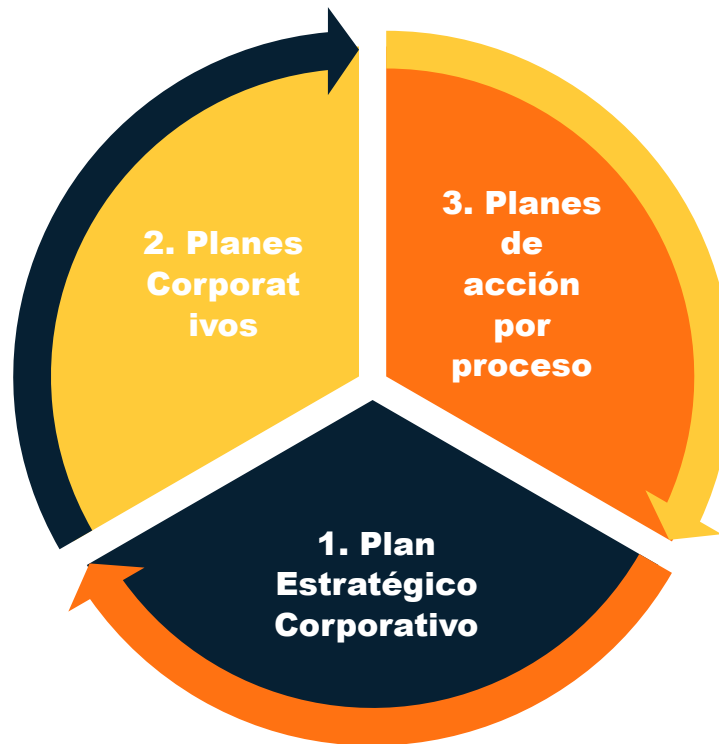 2. Planes
Corporat
ivos
3. Planes
de
acción
por
proceso
1. Plan
Estratégico
Corporativo